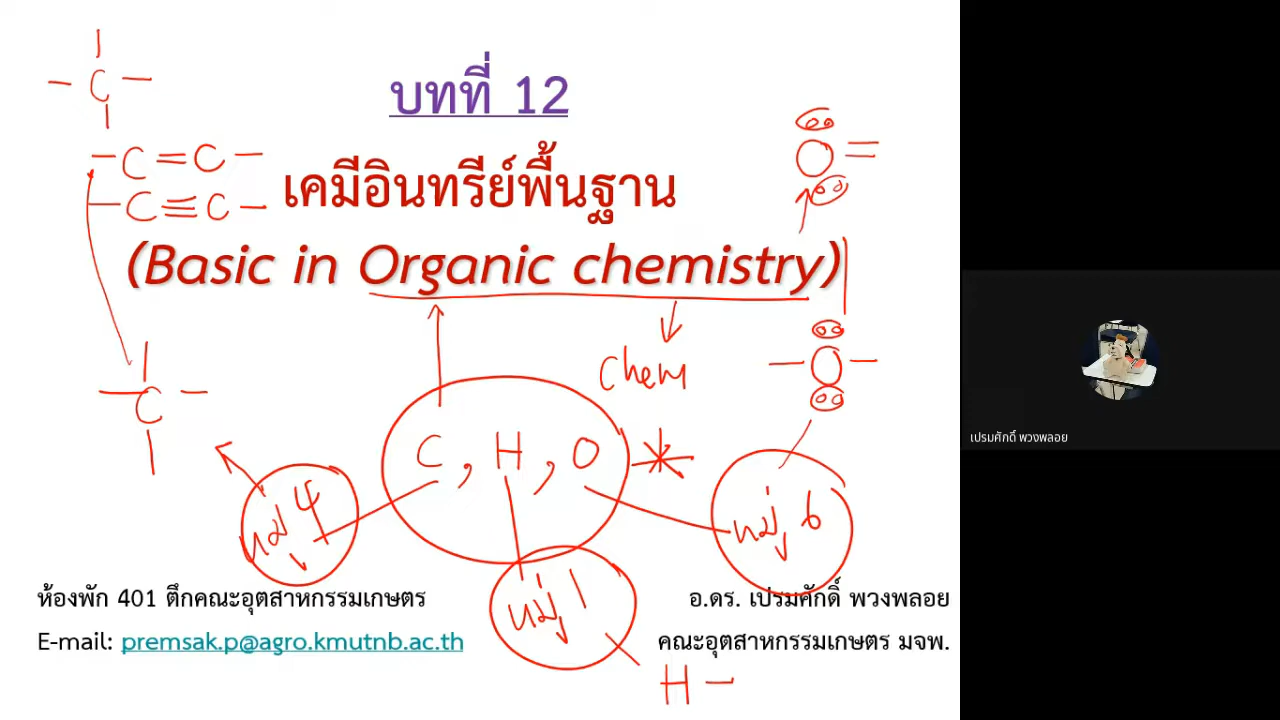 บทที่ 12
เคมีอินทรีย์พื้นฐาน
(Basic in Organic chemistry)
C
-C=C-
-C≡C-
O=
Chem
-O-
C
C, H, O *
หมู่ 4
หมู่ 1
หมู่ 6
H-
ห้องพัก 401 ตึกคณะอุตสาหกรรมเกษตร
E-mail: premsak.p@agro.kmutnb.ac.th
อ.ดร. เปรมศักดิ์ พวงพลอย
คณะอุตสาหกรรมเกษตร มจพ.
เปรมศักดิ์ พวงพลอย